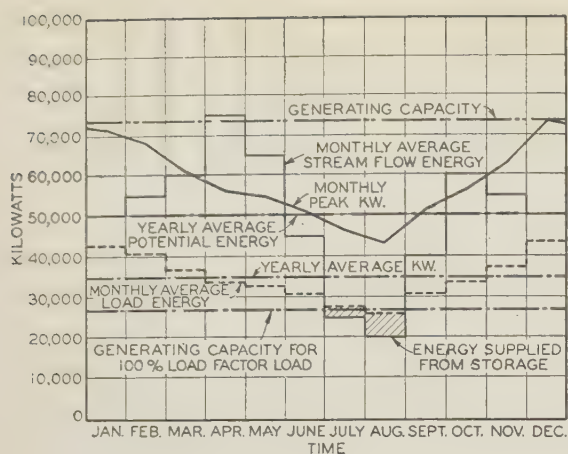 100,000
90,000
80,000
70,000
60,000
50,000
40,000
30,000
20,000
10,000
0
KILOWATTS
GENERATING CAPACITY
MONTHLY AVERAGE
STREAM FLOW ENERGY
MONTHLY
PEAK KW.
YEARLY AVERAGE
POTENTIAL ENERGY
YEARLY AVERAGE KW.
MONTHLY AVERAGE
LOAD ENERGY
GENERATING CAPACITY FOR
100% LOAD FACTOR LOAD
ENERGY SUPPLIED
FROM STORAGE
JAN. FEB. MAR. APR. MAY JUNE JULY AUG. SEPT. OCT. NOV. DEC.
TIME